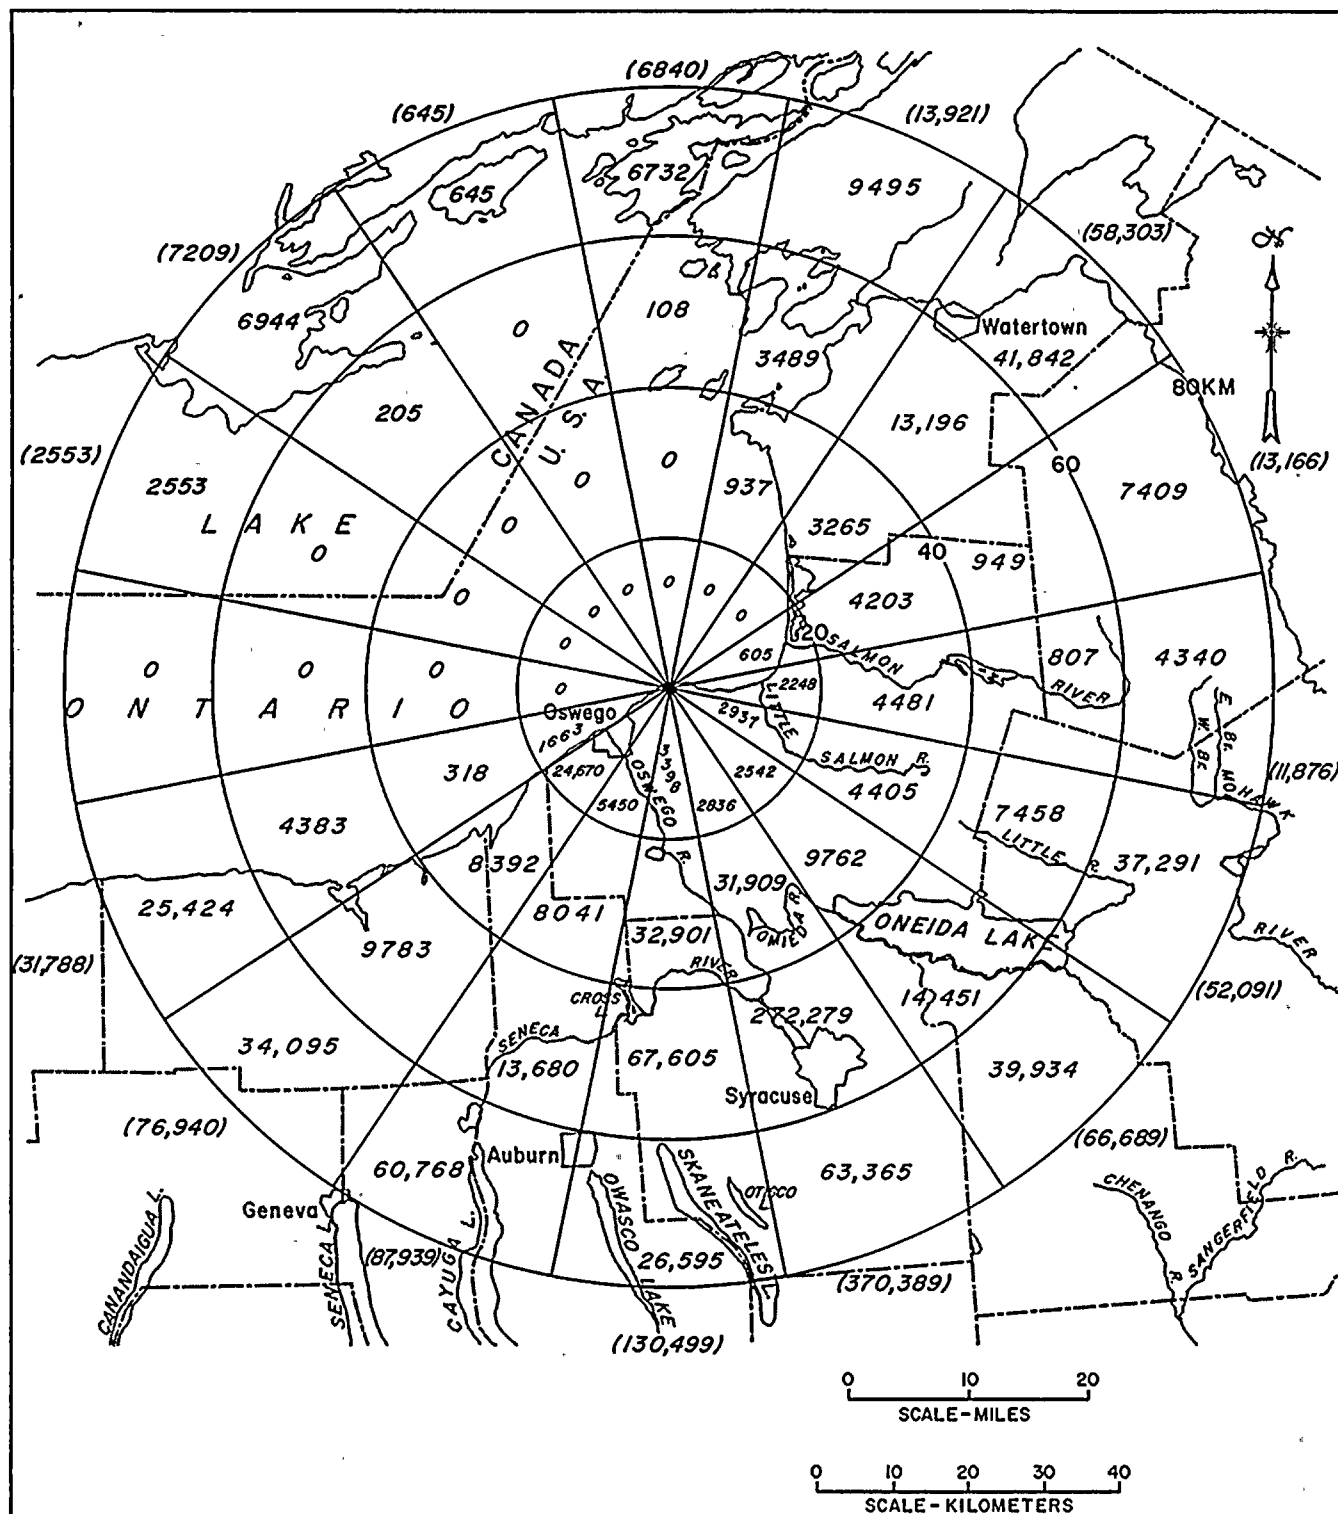 (6840)
(645)
(13,921)
6732
645
9495
(7209)
(58,303)
N
6944
108
0
Watertown
41,842
3489
CANADA
U. S. A.
80KM
205
13,196
(2553)
2553
0
0
937
60
(13,166)
7409
LAKE
0
0
3265
40
949
0
0
0
0
0
0
0
4203
20
SALMON
RIVER
0
0
0
0
605
2248
4481
807
4340
ONTARIO
Oswego
1663
LITTLE
SALMON R.
2937
E. Br.
W. Br.
MOHAWK
RIVER
(11,876)
318
24,670
3398
OSWEGO
R.
2542
4405
5450
2836
7458
4383
LITTLE R.
37,291
8392
9762
31,909
25,424
8041
32,901
ONEIDA LAKE
R.
9783
(31,788)
RIVER
CROSS L.
(52,091)
14,451
272,279
SENECA
34,095
13,680
67,605
39,934
Syracuse
(76,940)
(66,689)
Auburn
60,768
63,365
SKANEATELES L.
OTISCO
OWASCO LAKE
Geneva
CHENANGO R.
SANGERFIELD R.
CANANDAIGUA L.
SENECA L.
(87,939)
CAYUGA L.
26,595
(370,389)
(130,499)
0 10 20
SCALE-MILES
0 10 20 30 40
SCALE-KILOMETERS